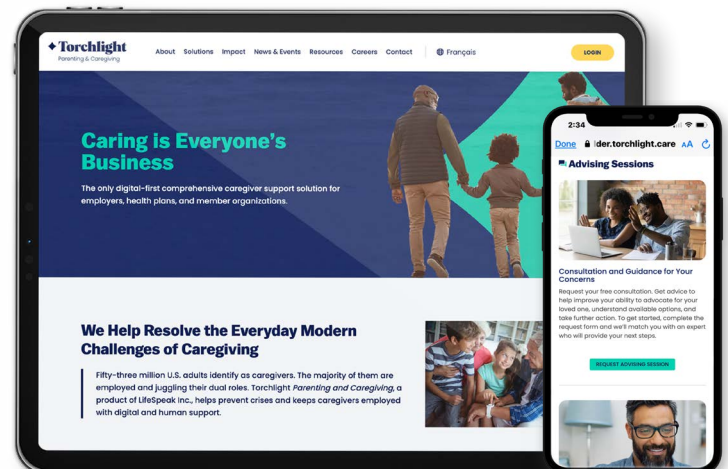 Torchlight
Parenting & Caregiving
About Solutions Impact News & Events Resources Careers Contact Français
LOGIN
Caring is Everyone's
Business
The only digital-first comprehensive caregiver support solution for
employers, health plans, and member organizations.
We Help Resolve the Everyday Modern
Challenges of Caregiving
Fifty-three million U.S. adults identify as caregivers. The majority of them are
employed and juggling their dual roles. Torchlight Parenting and Caregiving, a
product of LifeSpeak Inc., helps prevent crises and keeps caregivers employed
with digital and human support.
2:34
Done der.torchlight.care AA
Advising Sessions
Consultation and Guidance for Your
Concerns
Request your free consultation. Get advice to
help improve your ability to advocate for your
loved one, understand available options, and
take further action. To get started, complete the
request form and we'll match you with an expert
who will provide your next steps.
REQUEST ADVISING SESSION